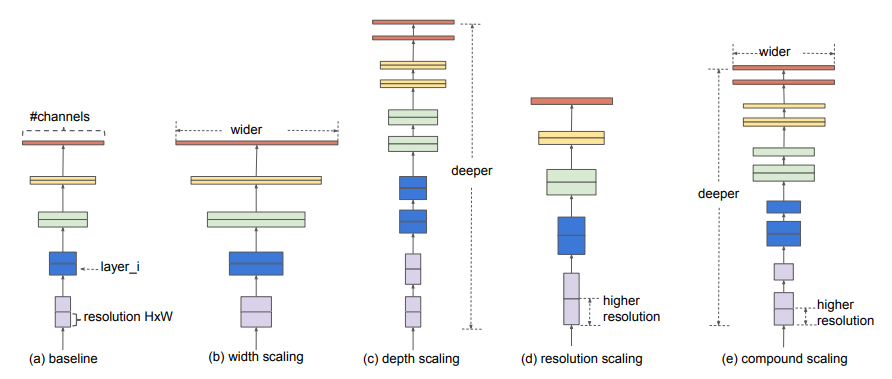 #channels
layer_i
resolution HxW
(a) baseline
wider
(b) width scaling
deeper
(c) depth scaling
higher
resolution
(d) resolution scaling
wider
deeper
higher
resolution
(e) compound scaling